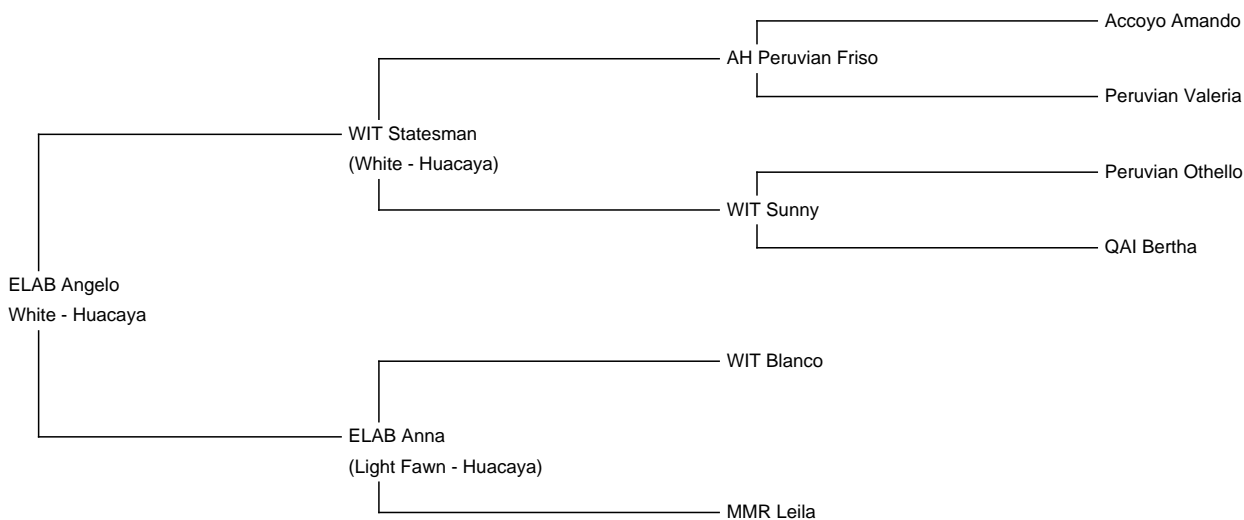 Accoyo Amando
AH Peruvian Friso
Peruvian Valeria
WIT Statesman
(White - Huacaya)
Peruvian Othello
WIT Sunny
QAI Bertha
ELAB Angelo
White - Huacaya
WIT Blanco
ELAB Anna
(Light Fawn - Huacaya)
MMR Leila